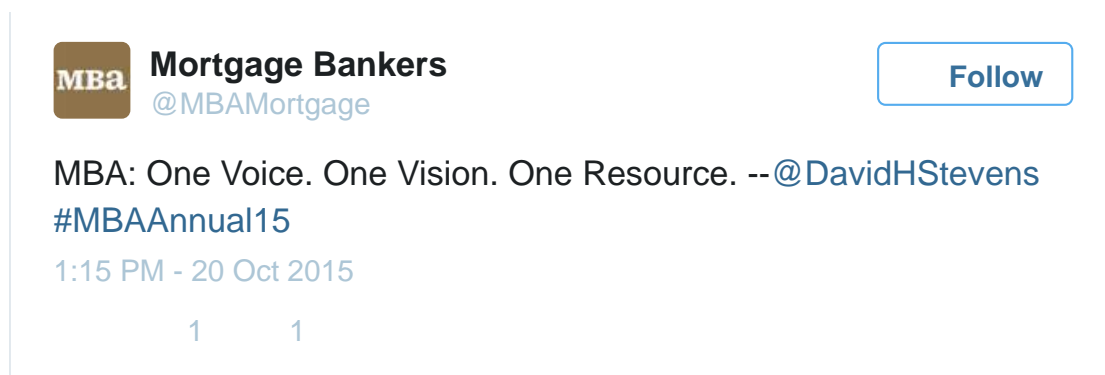 MBa
Mortgage Bankers
@MBAMortgage
Follow
MBA: One Voice. One Vision. One Resource. --@DavidHStevens
#MBAAnnual15
1:15 PM - 20 Oct 2015
1 1